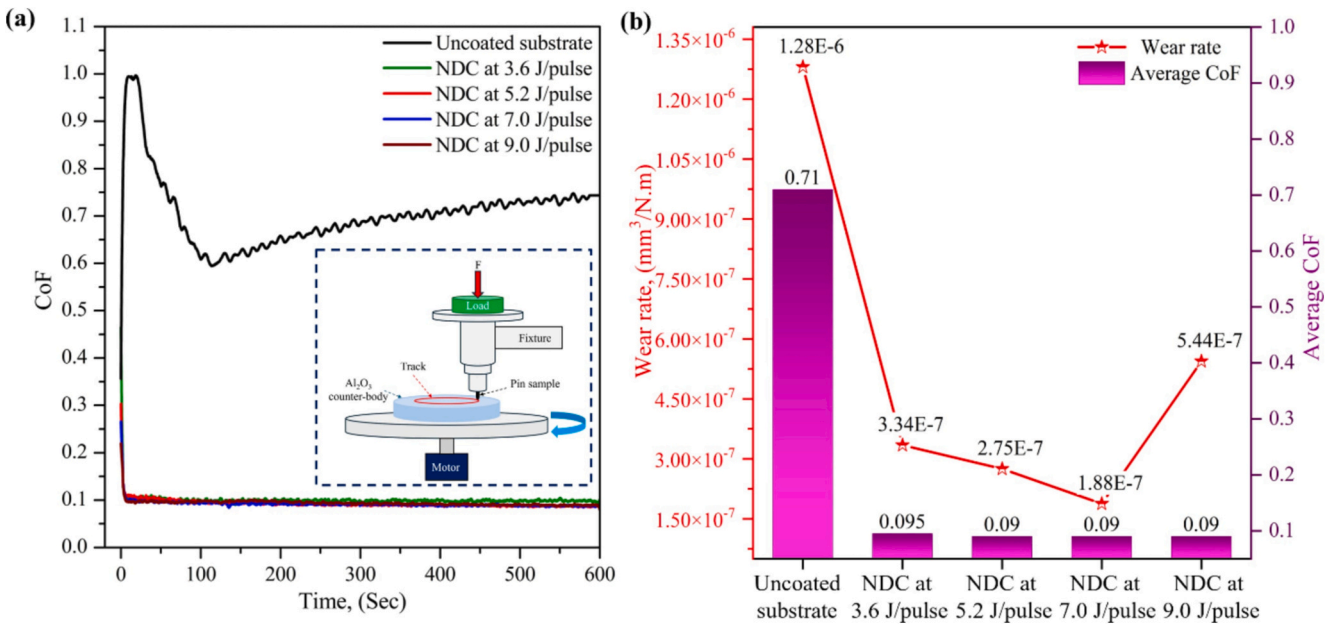 (a)
1.1
1.0
0.9
0.8
0.7
0.6
0.5
0.4
0.3
0.2
0.1
0.0
CoF
0
100
200
300
400
500
600
Time, (Sec)
Uncoated substrate
NDC at 3.6 J/pulse
NDC at 5.2 J/pulse
NDC at 7.0 J/pulse
NDC at 9.0 J/pulse
F
Load
Fixture
Track
Al₂O₃
counter-body
Pin sample
Motor
(b)
1.35×10⁻⁶
1.20×10⁻⁶
1.05×10⁻⁶
9.00×10⁻⁷
7.50×10⁻⁷
6.00×10⁻⁷
4.50×10⁻⁷
3.00×10⁻⁷
1.50×10⁻⁷
Wear rate, (mm³/N.m)
Wear rate
Average CoF
1.28E-6
0.71
3.34E-7
2.75E-7
1.88E-7
5.44E-7
0.095
0.09
0.09
0.09
1.0
0.9
0.8
0.7
0.6
0.5
0.4
0.3
0.2
0.1
Average CoF
Uncoated
substrate
NDC at
3.6 J/pulse
NDC at
5.2 J/pulse
NDC at
7.0 J/pulse
NDC at
9.0 J/pulse